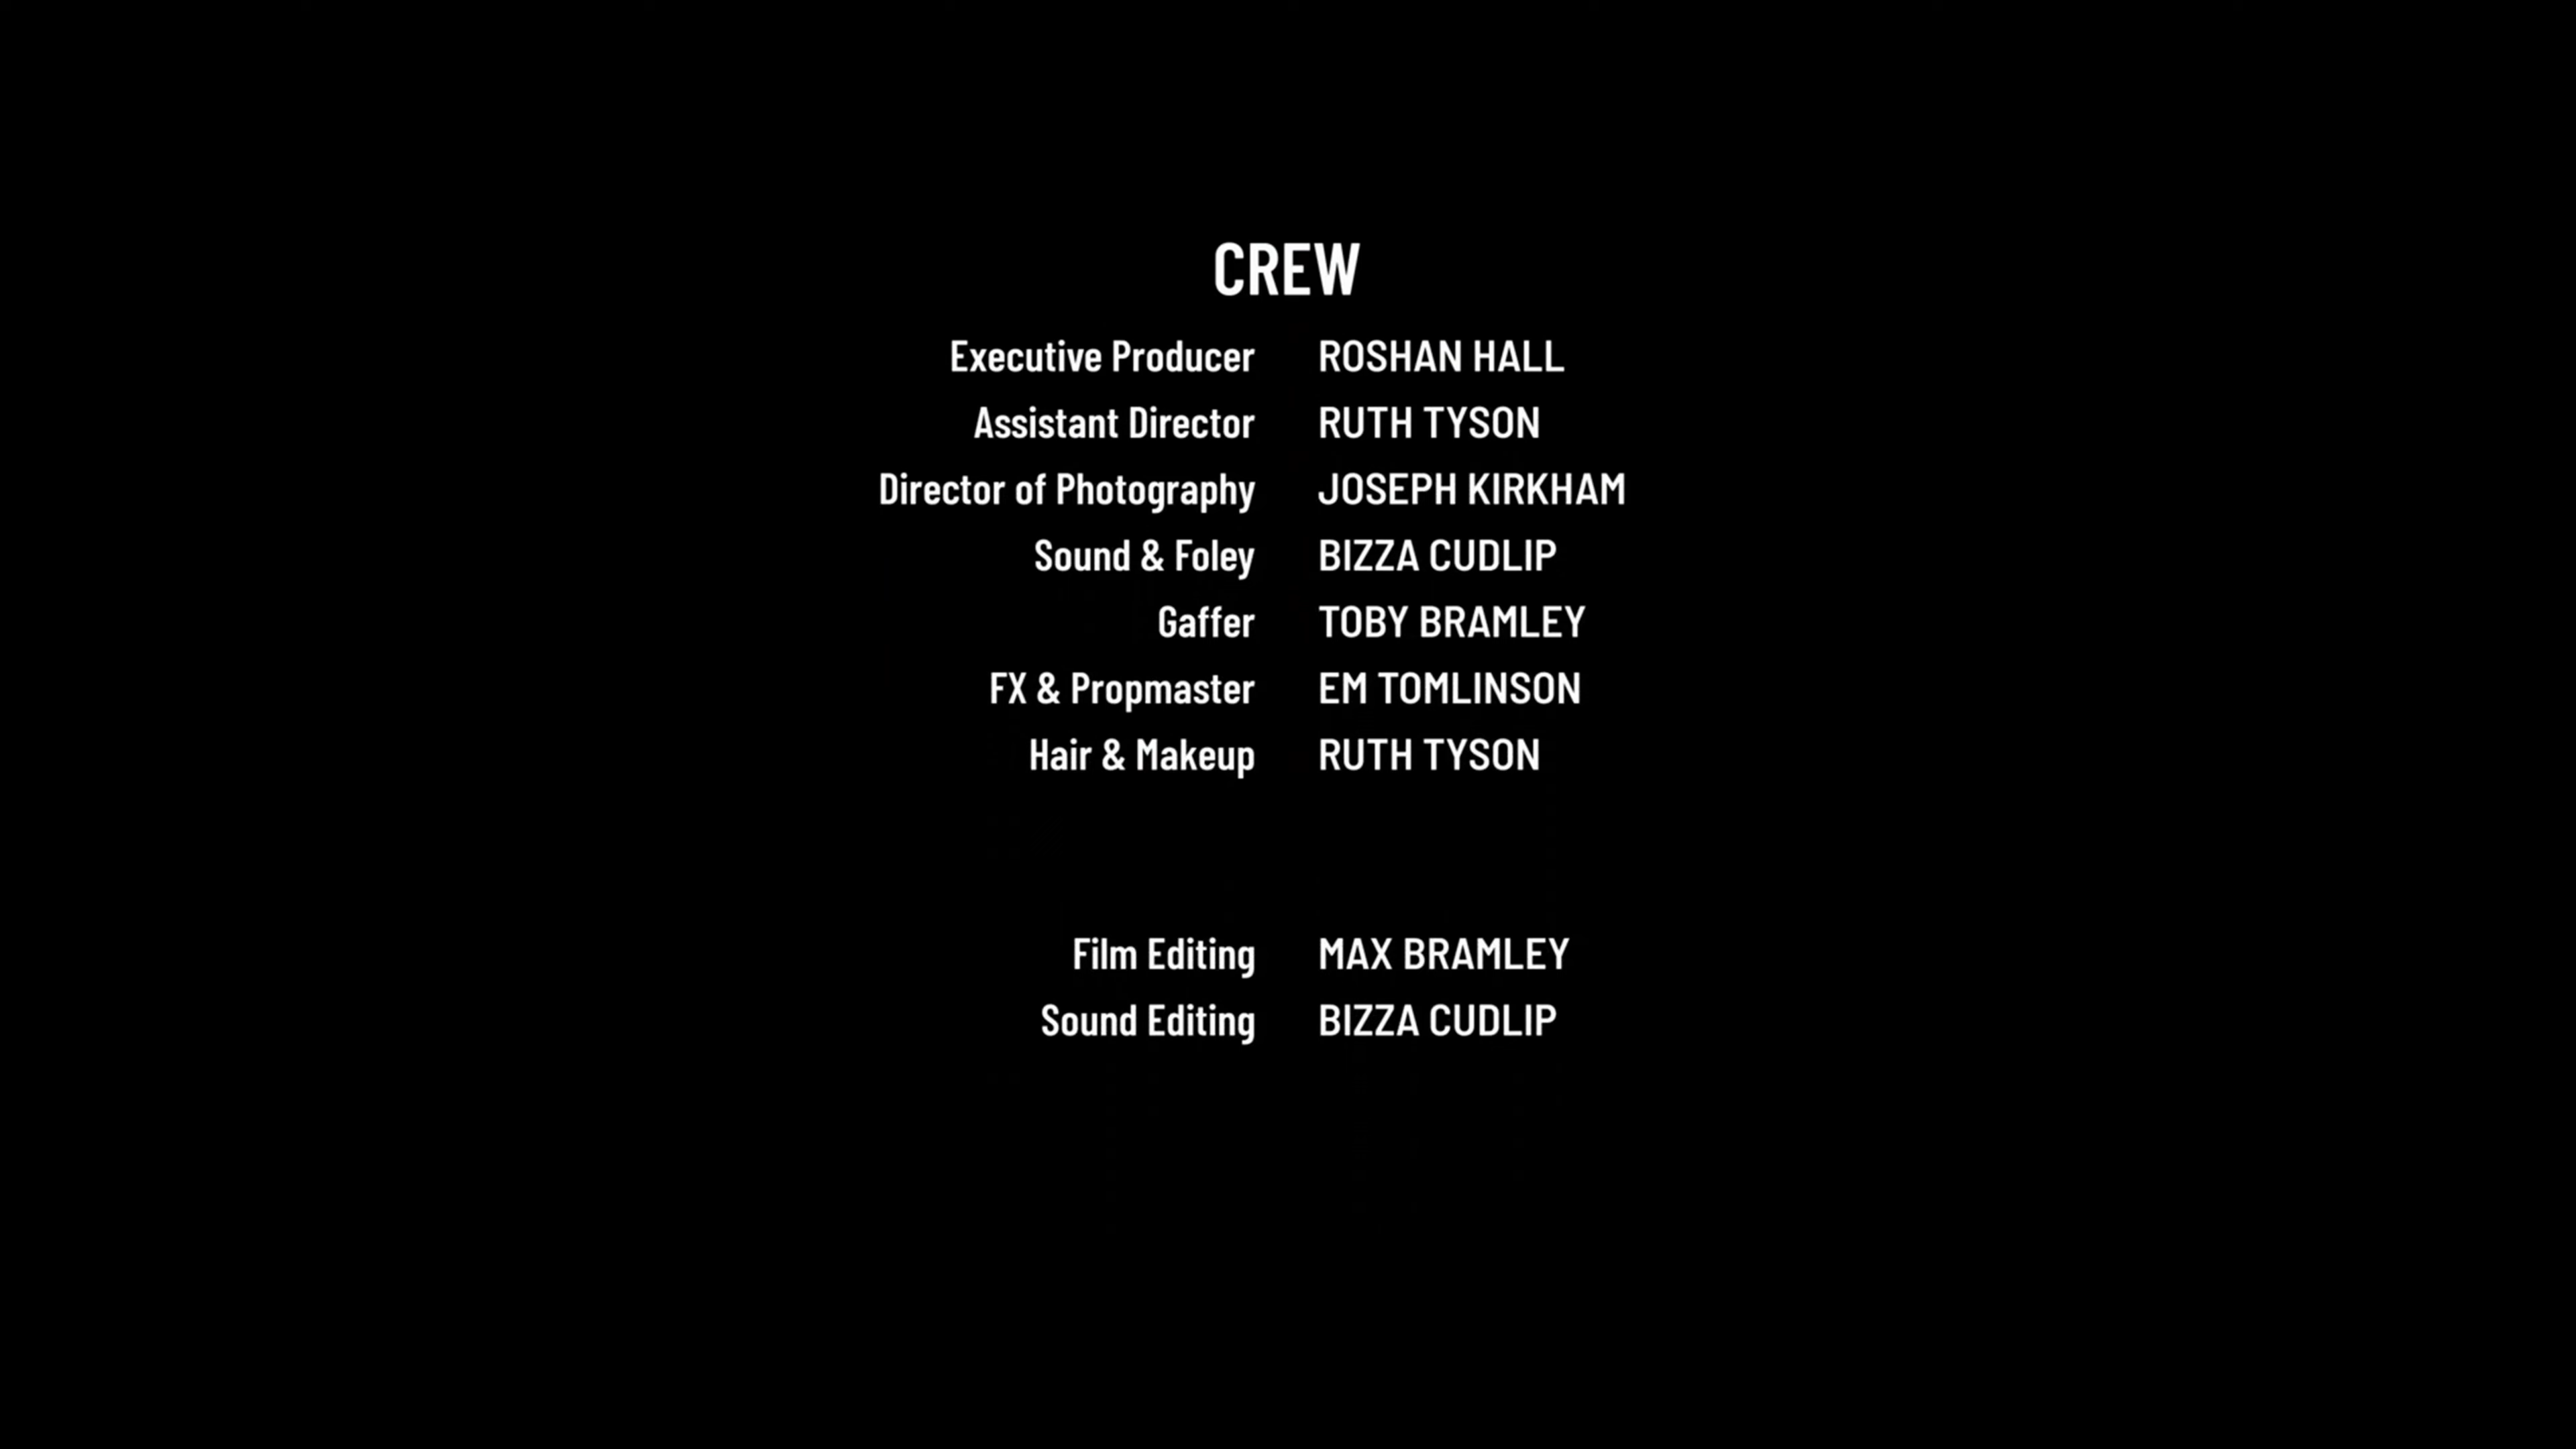 CREW
Executive Producer ROSHAN HALL
Assistant Director RUTH TYSON
Director of Photography JOSEPH KIRKHAM
Sound & Foley BIZZA CUDLIP
Gaffer TOBY BRAMLEY
FX & Propmaster EM TOMLINSON
Hair & Makeup RUTH TYSON
Film Editing MAX BRAMLEY
Sound Editing BIZZA CUDLIP